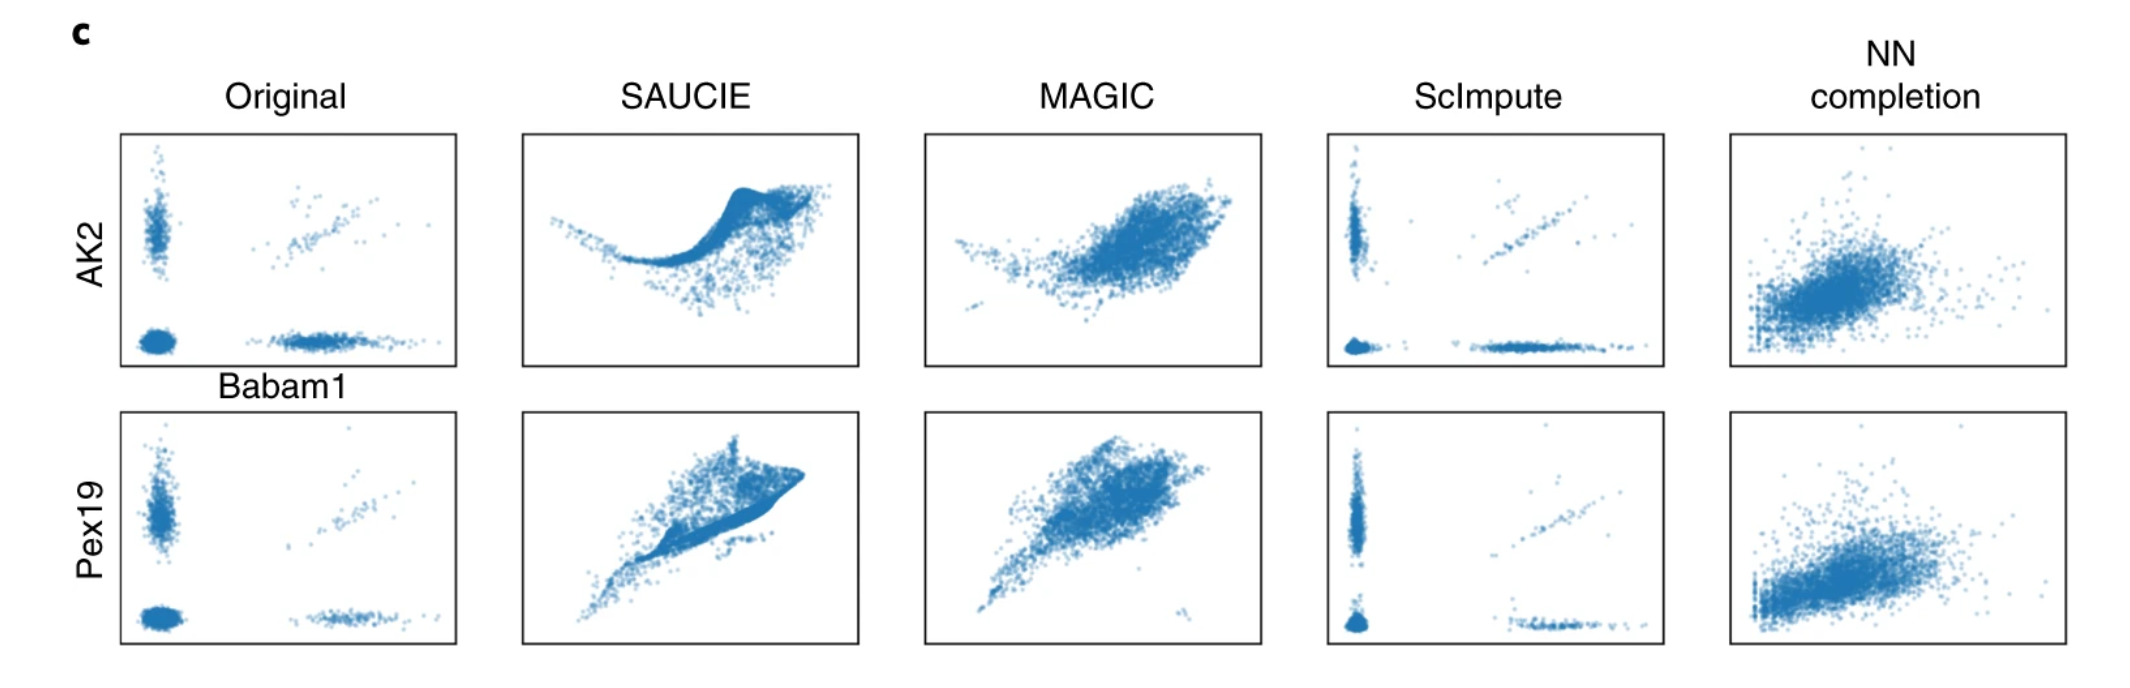 c
Original
SAUCIE
MAGIC
ScImpute
NN
completion
AK2
Babam1
Pex19